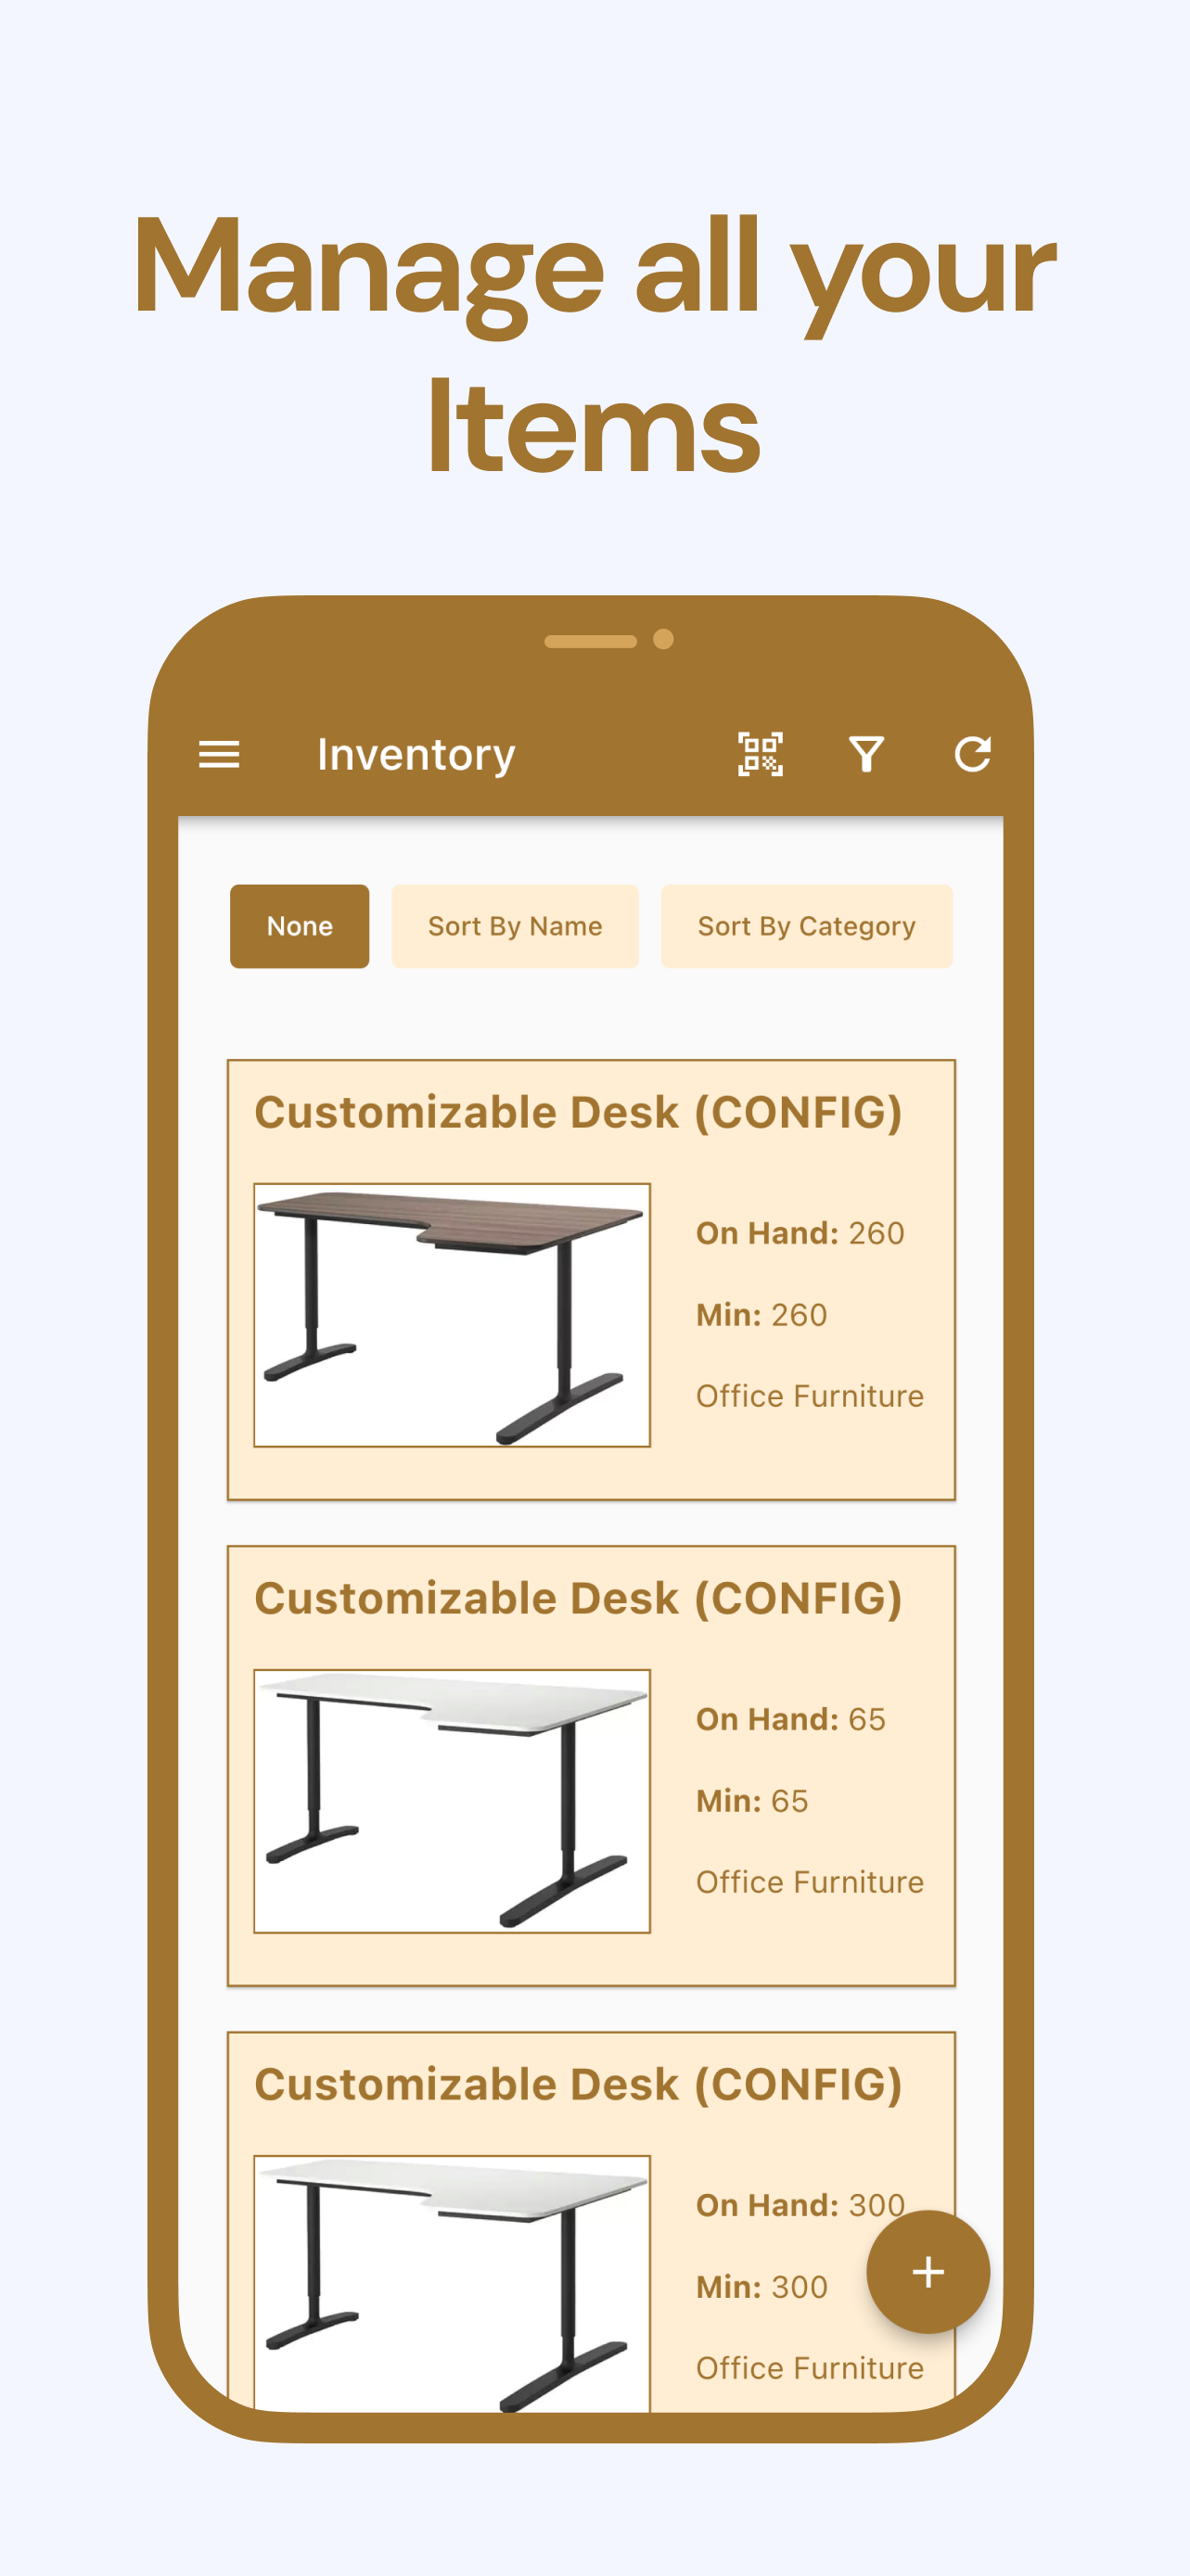 Manage all your
Items
Inventory
None
Sort By Name
Sort By Category
Customizable Desk (CONFIG)
On Hand: 260
Min: 260
Office Furniture
Customizable Desk (CONFIG)
On Hand: 65
Min: 65
Office Furniture
Customizable Desk (CONFIG)
On Hand: 300
Min: 300
Office Furniture